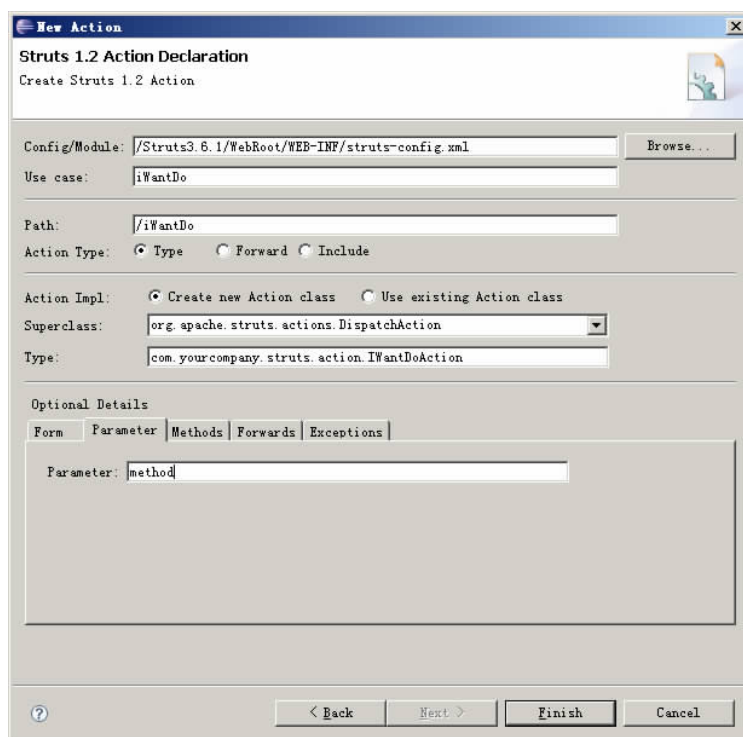 New Action
Struts 1.2 Action Declaration
Create Struts 1.2 Action
Config/Module: /Struts3.6.1/WebRoot/WEB-INF/struts-config.xml Browse...
Use case: iWantDo
Path: /iWantDo
Action Type: Type Forward Include
Action Impl: Create new Action class Use existing Action class
Superclass: org.apache.struts.actions.DispatchAction
Type: com.yourcompany.struts.action.IWantDoAction
Optional Details
Form Parameter Methods Forwards Exceptions
Parameter: method
? < Back Next > Finish Cancel